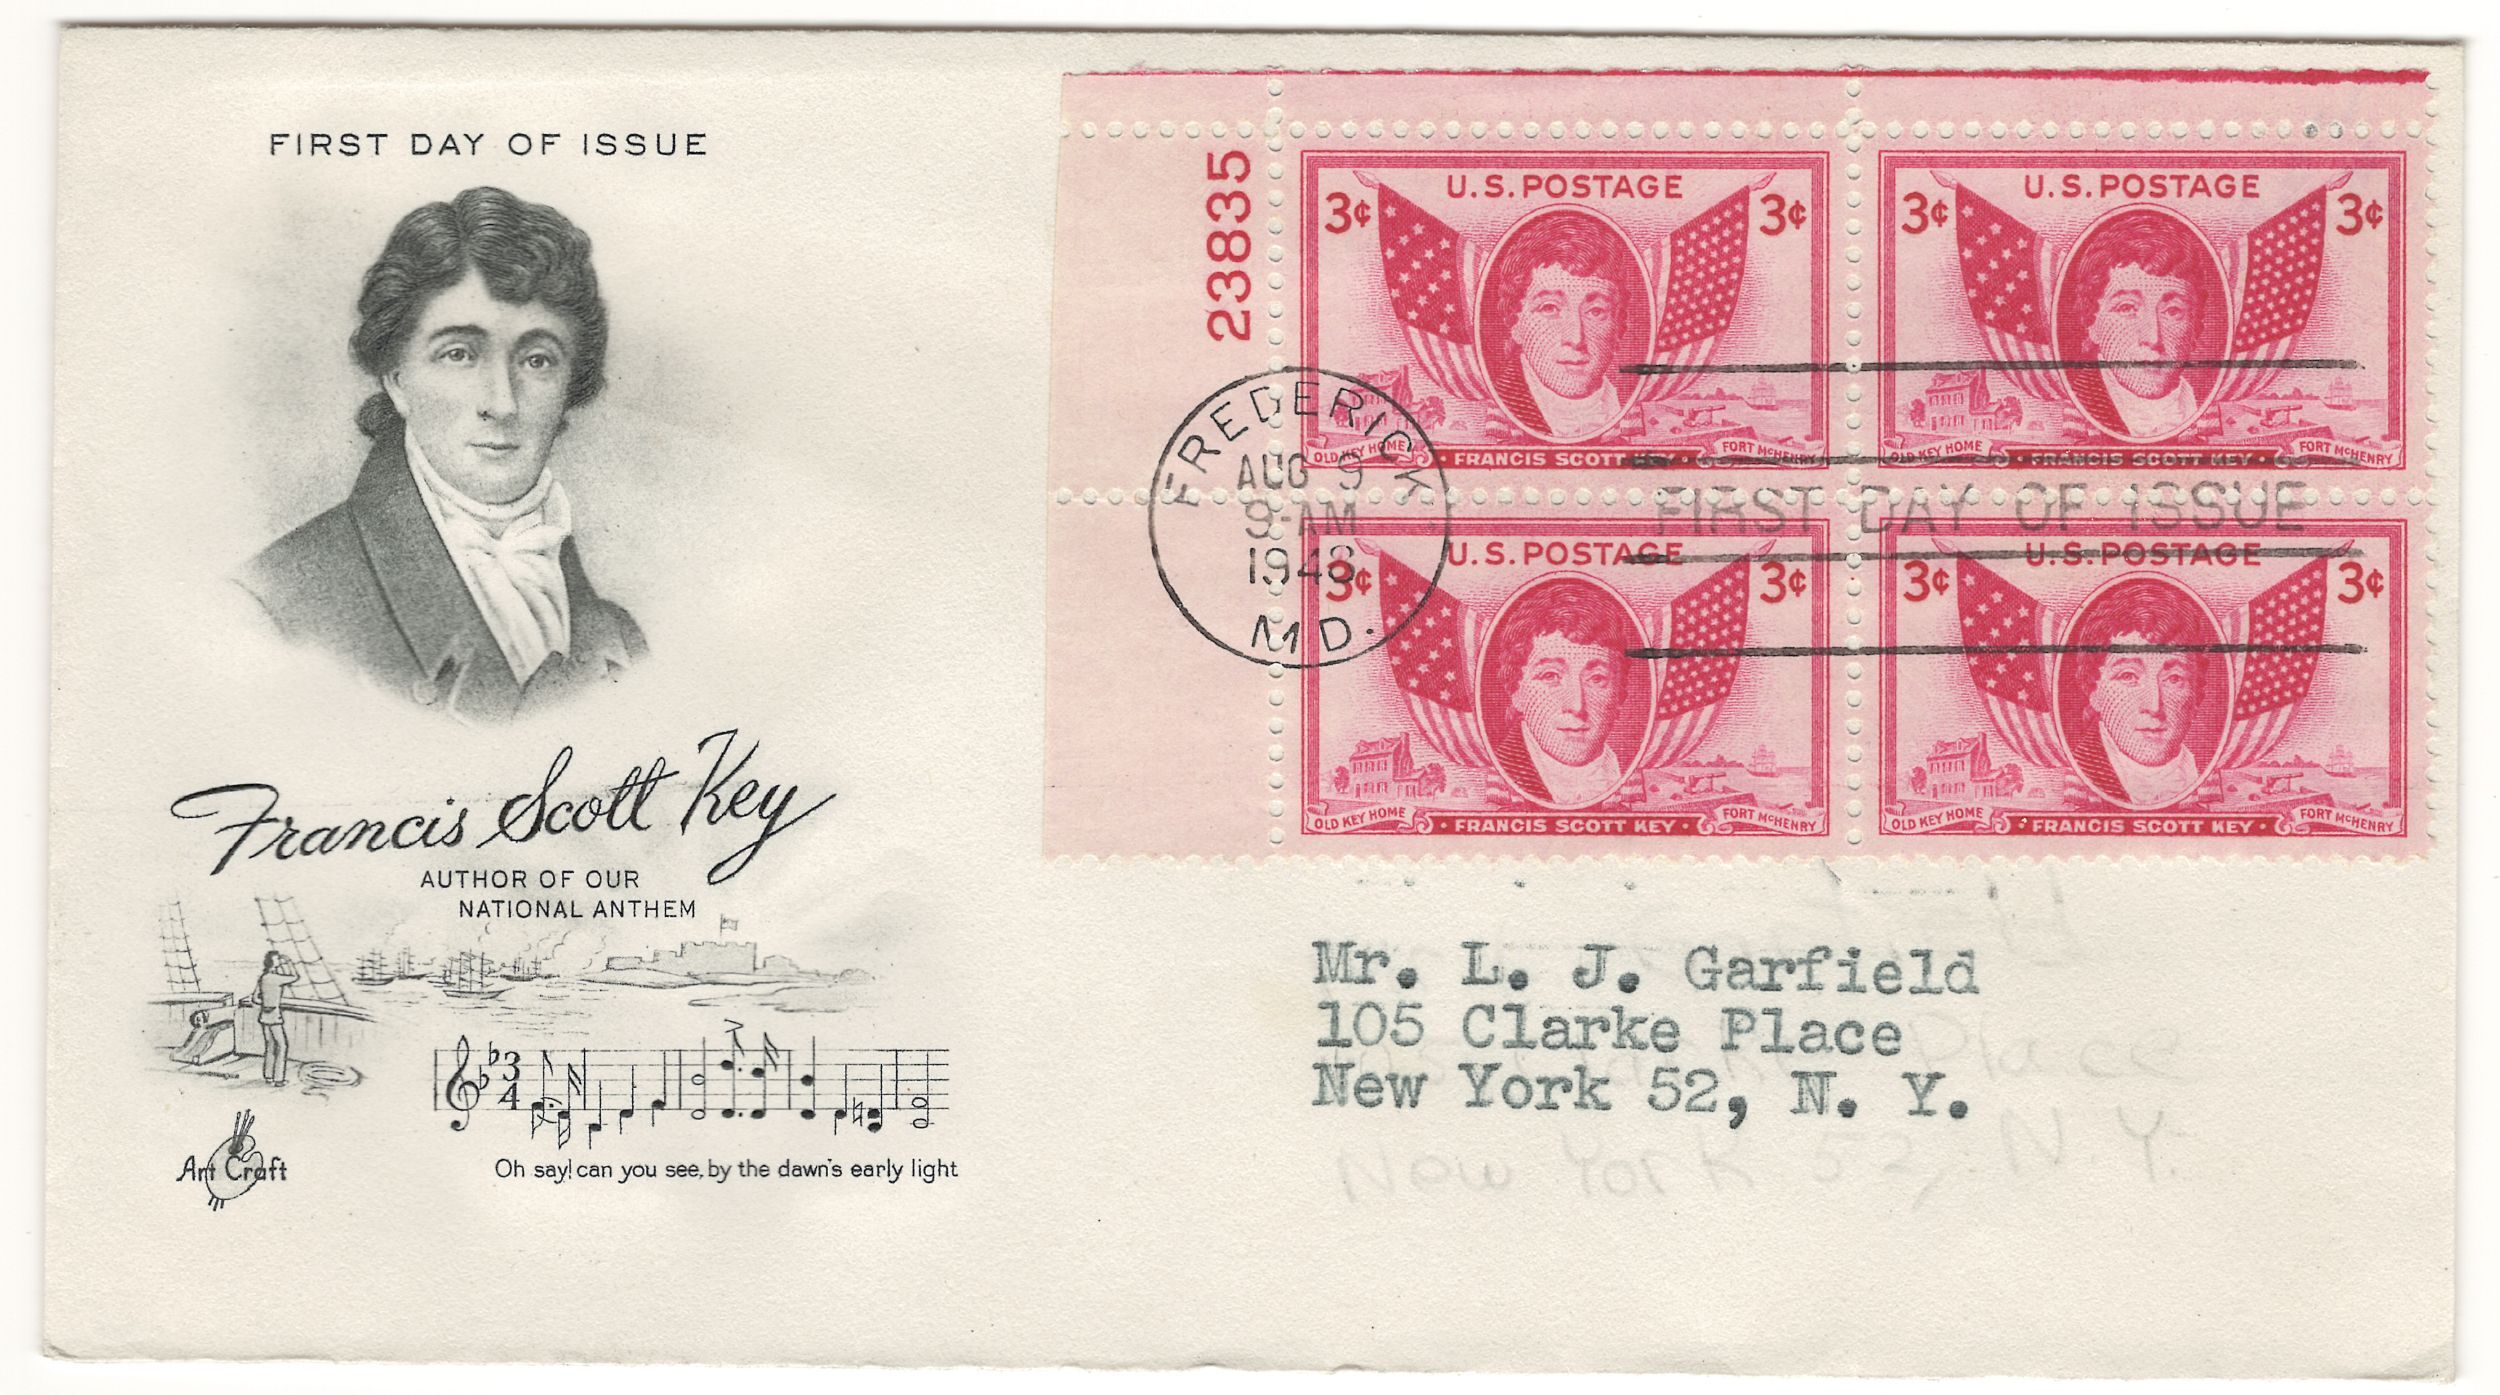 FIRST DAY OF ISSUE
Francis Scott Key
AUTHOR OF OUR
NATIONAL ANTHEM
3
4
Oh say! can you see, by the dawn's early light
Art Craft
23835
U.S. POSTAGE
3¢ 3¢
OLD KEY HOME
· FRANCIS SCOTT KEY ·
FORT McHENRY
U.S. POSTAGE
3¢ 3¢
OLD KEY HOME
· FRANCIS SCOTT KEY ·
FORT McHENRY
FREDERICK
AUG 9
9-AM
1948
MD.
FIRST DAY OF ISSUE
U.S. POSTAGE
3¢ 3¢
OLD KEY HOME
· FRANCIS SCOTT KEY ·
FORT McHENRY
U.S. POSTAGE
3¢ 3¢
OLD KEY HOME
· FRANCIS SCOTT KEY ·
FORT McHENRY
Mr. L. J. Garfield
105 Clarke Place
New York 52, N. Y.
Place
New York 52, N. Y.